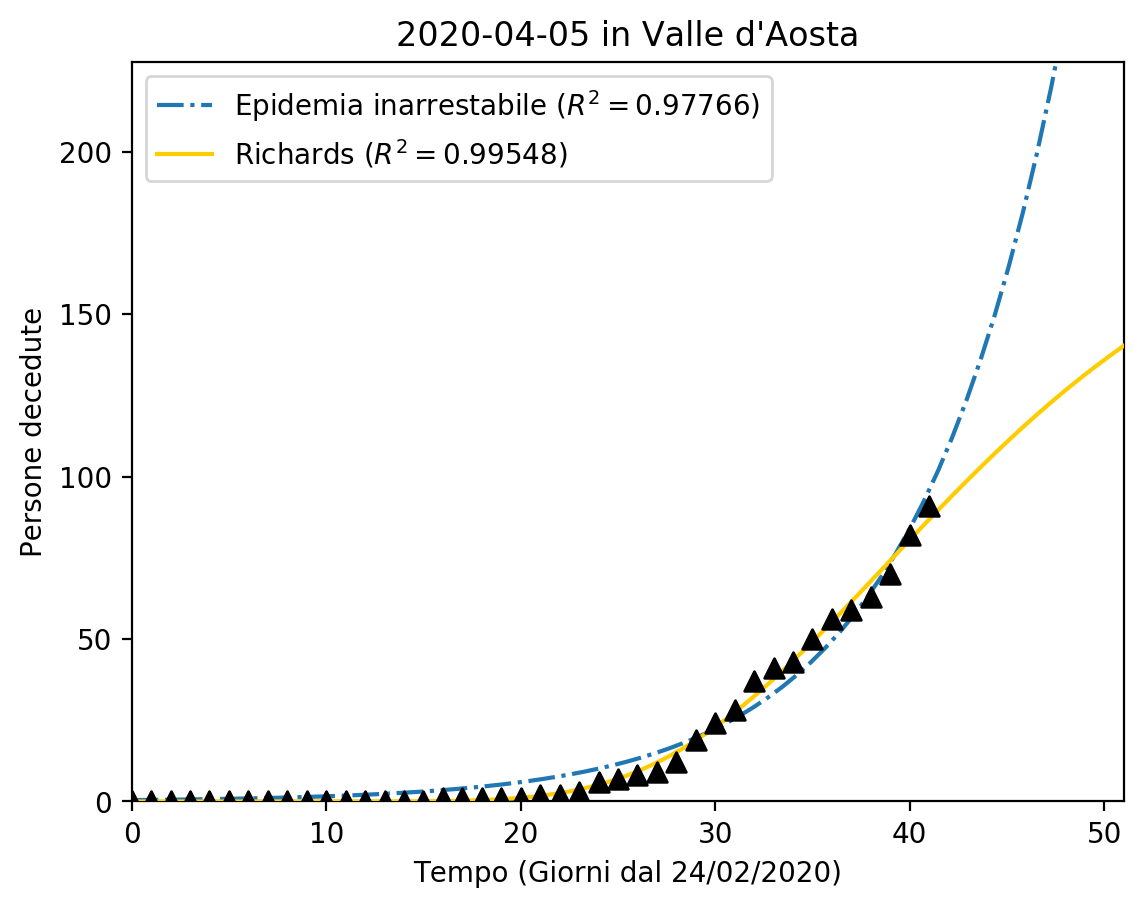 2020-04-05 in Valle d'Aosta
Epidemia inarrestabile (R² = 0.97766)
Richards (R² = 0.99548)
Persone decedute
200
150
100
50
0
0 10 20 30 40 50
Tempo (Giorni dal 24/02/2020)